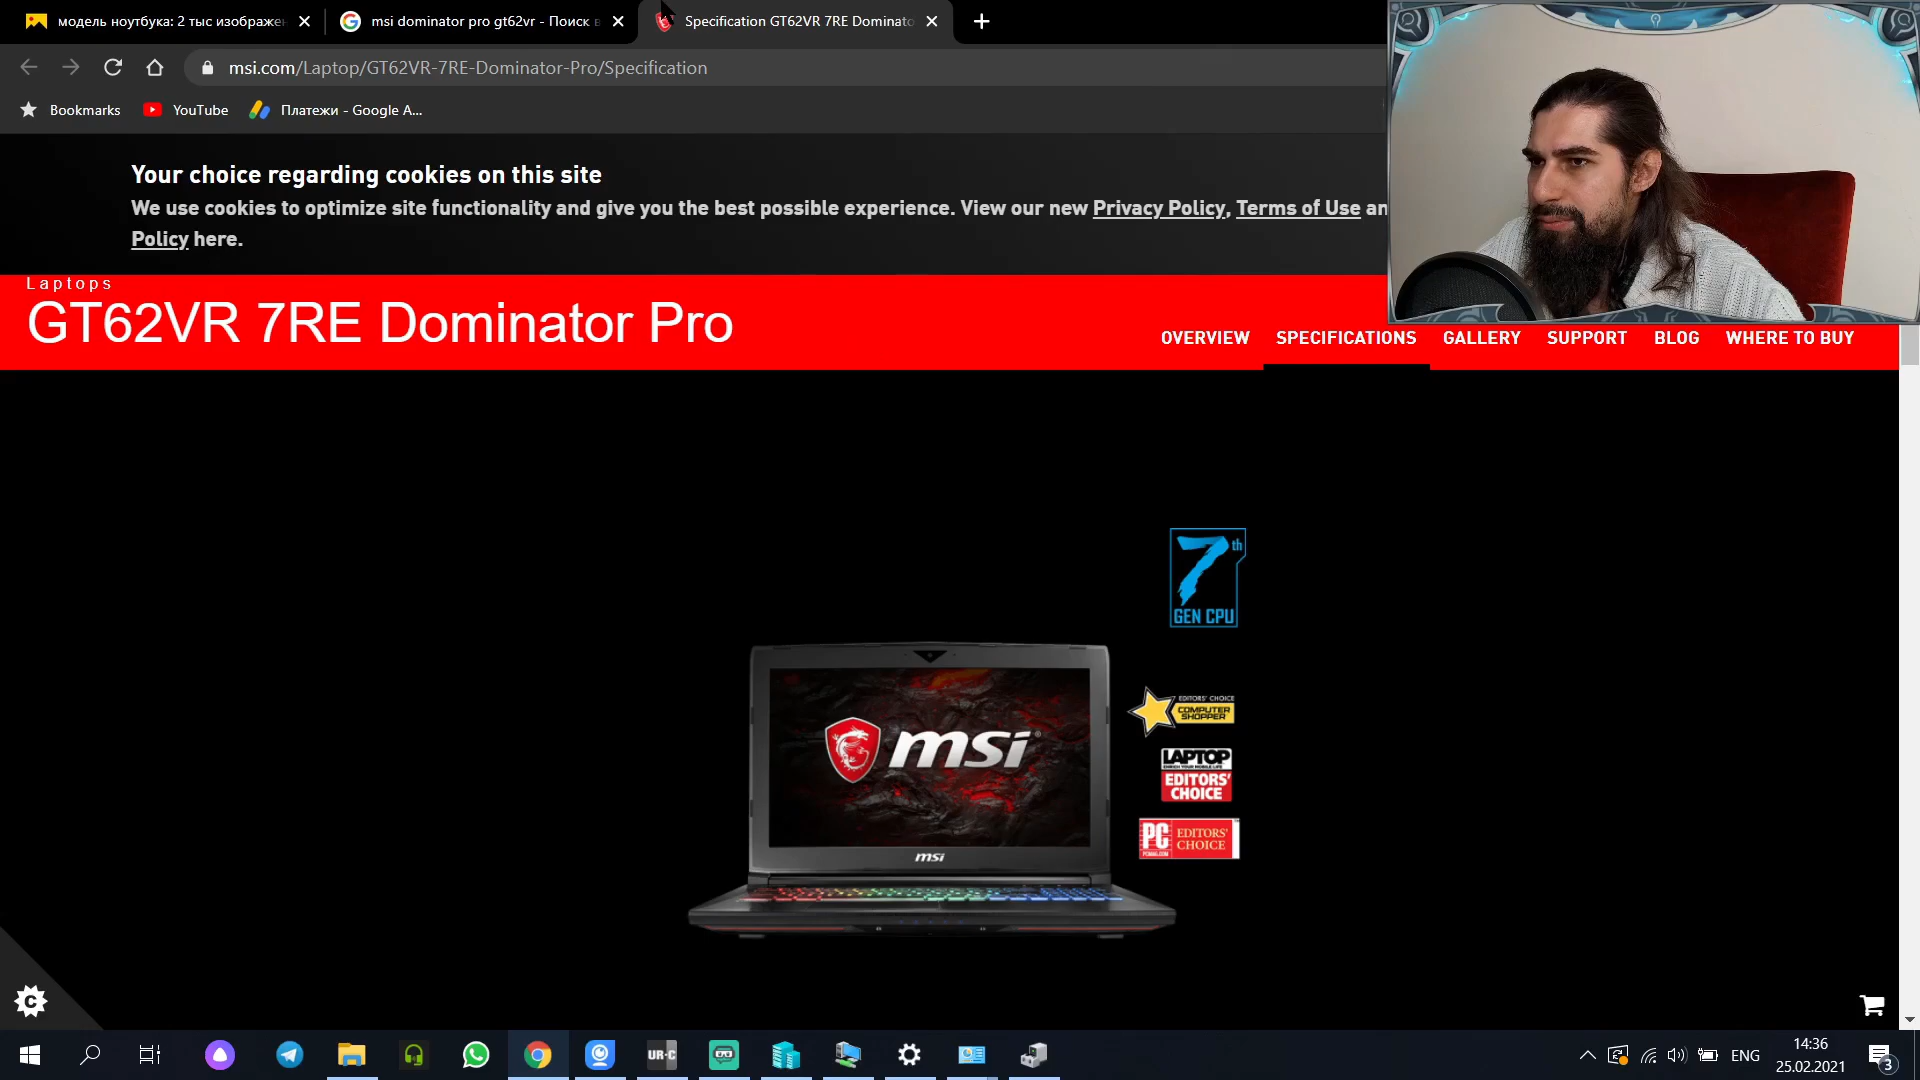 модель ноутбука: 2 тыс изображен
msi dominator pro gt62vr - Поиск в
Specification GT62VR 7RE Dominato
msi.com/Laptop/GT62VR-7RE-Dominator-Pro/Specification
Bookmarks
YouTube
Платежи - Google A...
Your choice regarding cookies on this site
We use cookies to optimize site functionality and give you the best possible experience. View our new Privacy Policy, Terms of Use an
Policy here.
Laptops
GT62VR 7RE Dominator Pro
OVERVIEW SPECIFICATIONS GALLERY SUPPORT BLOG WHERE TO BUY
7th
GEN CPU
EDITORS' CHOICE
COMPUTER
SHOPPER
LAPTOP
EDITORS'
CHOICE
PC
EDITORS'
CHOICE
msi
msi
UR-C
ENG
14:36
25.02.2021
3